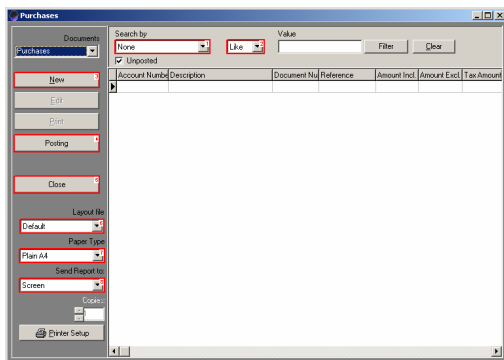 Purchases
Documents
Purchases
Search by
None
Like
Value
Filter
Clear
Unposted
New
Edit
Print
Posting
Close
Layout file
Default
Paper Type
Plain A4
Send Report to:
Screen
Copies
Printer Setup
Account Numbe Description Document Nu Reference Amount Incl. Amount Excl. Tax Amount